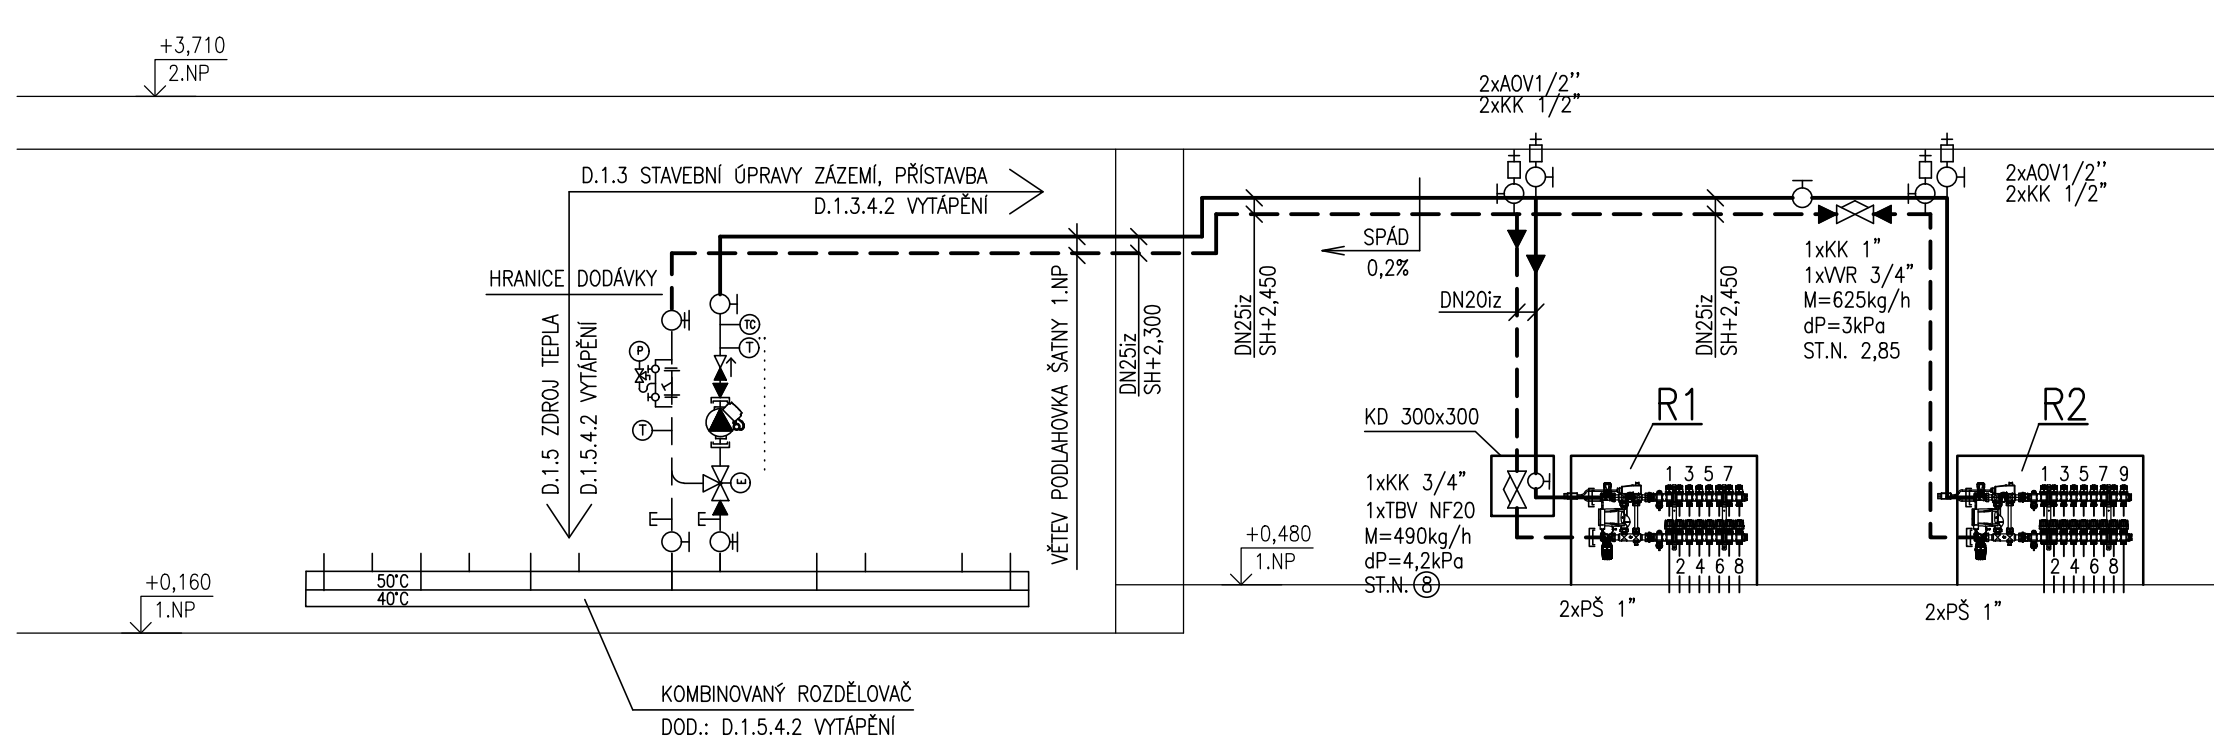 +3,710
2.NP
2xAOV1/2''
2xKK 1/2"
D.1.3 STAVEBNÍ ÚPRAVY ZÁZEMÍ, PŘÍSTAVBA
D.1.3.4.2 VYTÁPĚNÍ
2xAOV1/2''
2xKK 1/2"
HRANICE DODÁVKY
D.1.5 ZDROJ TEPLA
D.1.5.4.2 VYTÁPĚNÍ
TC
T
P
T
E
VĚTEV PODLAHOVKA ŠATNY 1.NP
DN25iz
SH+2,300
DN25iz
SH+2,450
SPÁD
0,2%
DN20iz
DN25iz
SH+2,450
1xKK 1"
1xVVR 3/4"
M=625kg/h
dP=3kPa
ST.N. 2,85
KD 300x300
R1
R2
1xKK 3/4"
1xTBV NF20
M=490kg/h
dP=4,2kPa
ST.N. 8
1 3 5 7
2 4 6 8
1 3 5 7 9
2 4 6 8
2xPŠ 1"
2xPŠ 1"
+0,480
1.NP
+0,160
1.NP
50°C
40°C
KOMBINOVANÝ ROZDĚLOVAČ
DOD.: D.1.5.4.2 VYTÁPĚNÍ